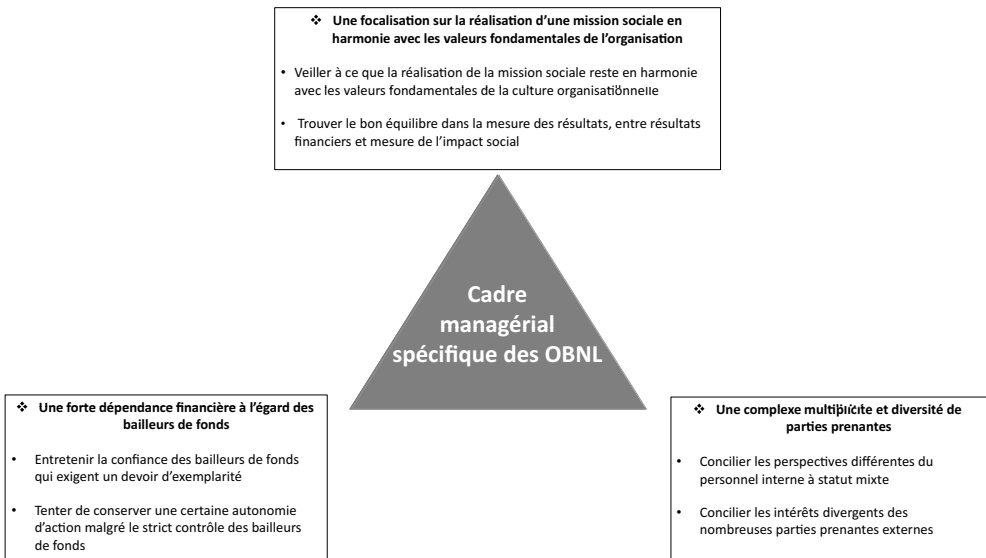 ❖ Une focalisation sur la réalisation d'une mission sociale en
harmonie avec les valeurs fondamentales de l'organisation
• Veiller à ce que la réalisation de la mission sociale reste en harmonie
avec les valeurs fondamentales de la culture organisationnelle
• Trouver le bon équilibre dans la mesure des résultats, entre résultats
financiers et mesure de l'impact social
Cadre
managérial
spécifique des OBNL
❖ Une forte dépendance financière à l'égard des
bailleurs de fonds
• Entretenir la confiance des bailleurs de fonds
qui exigent un devoir d'exemplarité
• Tenter de conserver une certaine autonomie
d'action malgré le strict contrôle des bailleurs
de fonds
❖ Une complexe multiplicité et diversité de
parties prenantes
• Concilier les perspectives différentes du
personnel interne à statut mixte
• Concilier les intérêts divergents des
nombreuses parties prenantes externes